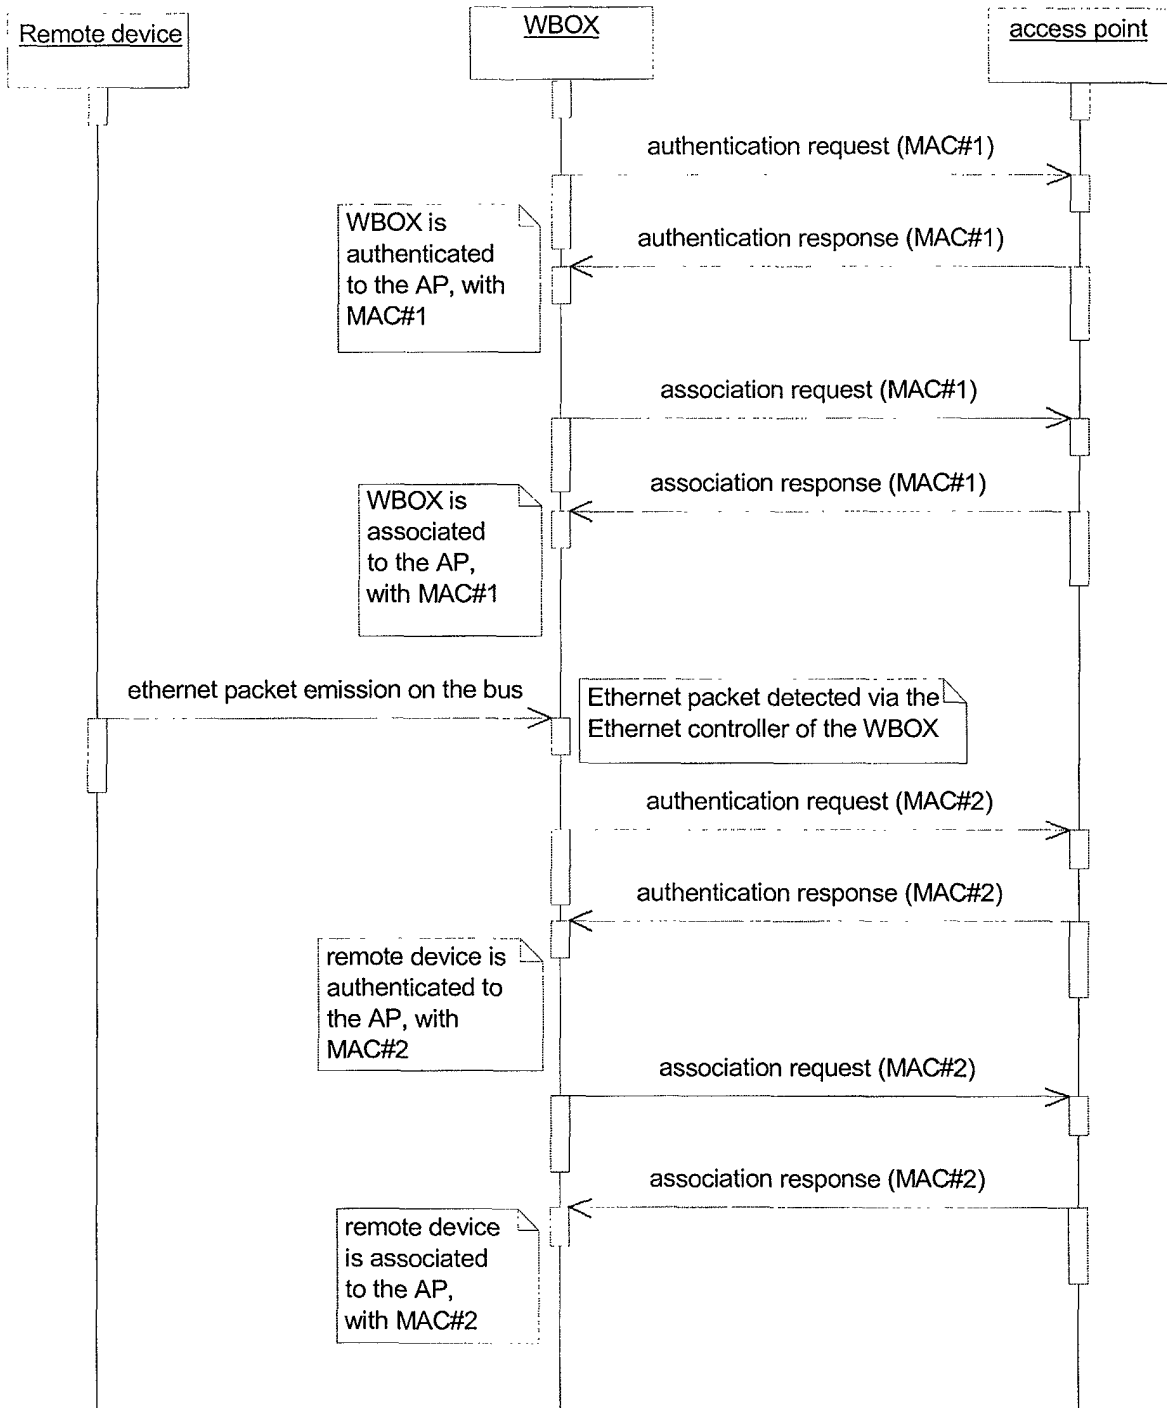 Remote device
WBOX
access point
authentication request (MAC#1)
WBOX is
authenticated
to the AP, with
MAC#1
authentication response (MAC#1)
association request (MAC#1)
association response (MAC#1)
WBOX is
associated
to the AP,
with MAC#1
ethernet packet emission on the bus
Ethernet packet detected via the
Ethernet controller of the WBOX
authentication request (MAC#2)
authentication response (MAC#2)
remote device is
authenticated to
the AP, with
MAC#2
association request (MAC#2)
association response (MAC#2)
remote device
is associated
to the AP,
with MAC#2